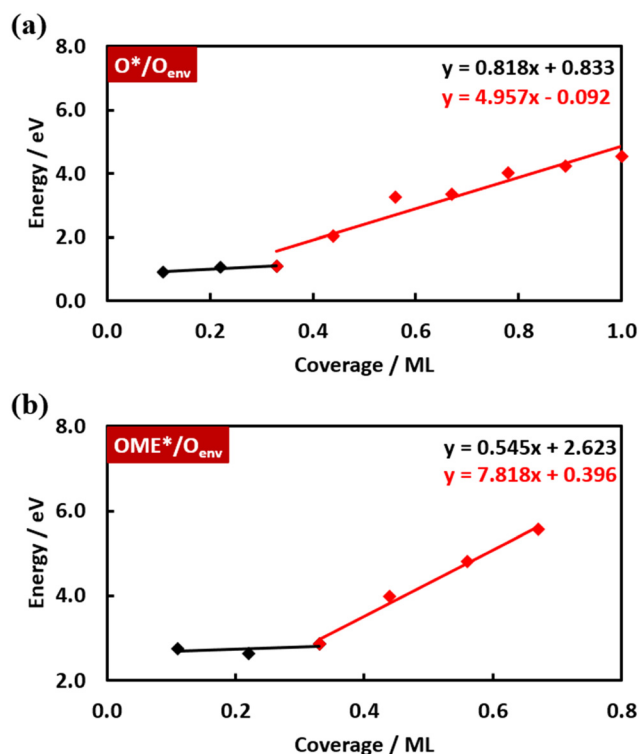 (a)
O*/Oenv
y = 0.818x + 0.833
y = 4.957x - 0.092
Energy / eV
8.0
6.0
4.0
2.0
0.0
0.0 0.2 0.4 0.6 0.8 1.0
Coverage / ML
(b)
OME*/Oenv
y = 0.545x + 2.623
y = 7.818x + 0.396
Energy / eV
8.0
6.0
4.0
2.0
0.0 0.2 0.4 0.6 0.8
Coverage / ML